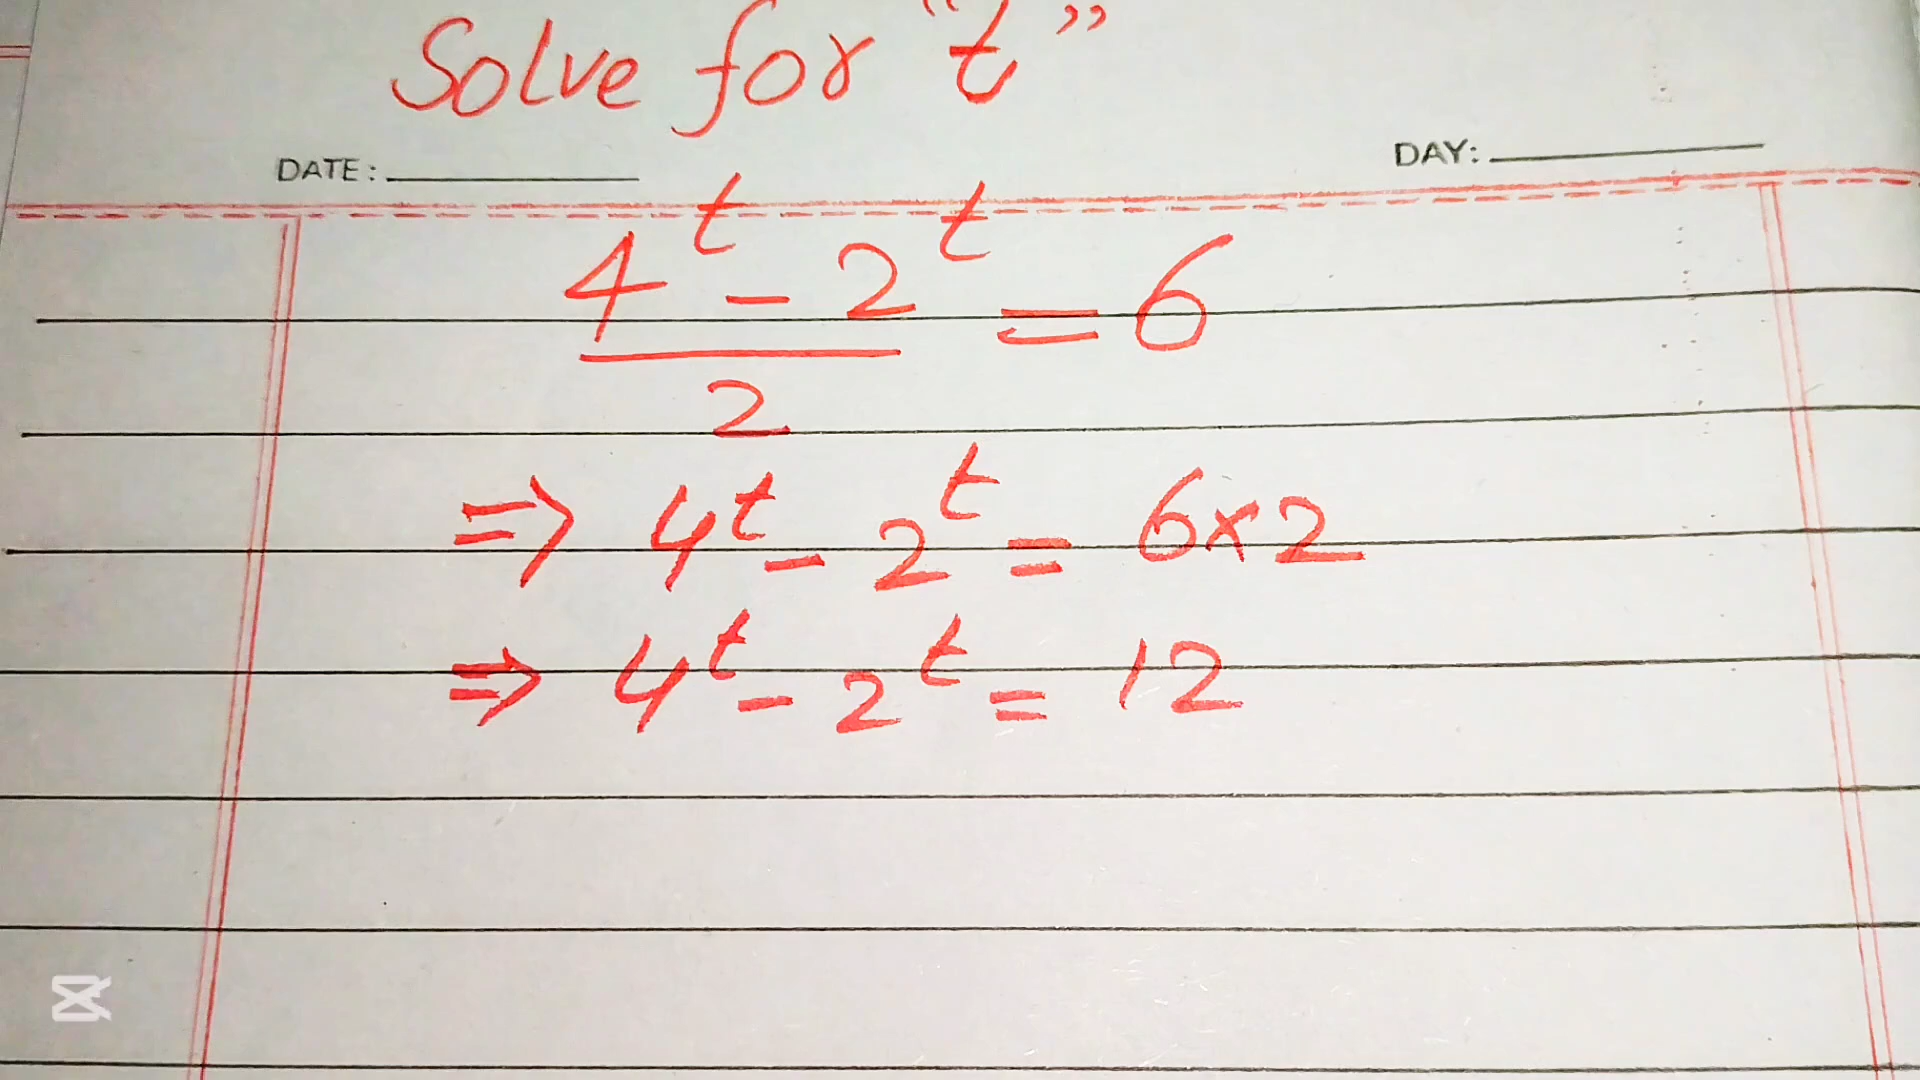 Solve for "t"
DATE: DAY:
4^t - 2^t / 2 = 6
⇒ 4^t - 2^t = 6×2
⇒ 4^t - 2^t = 12